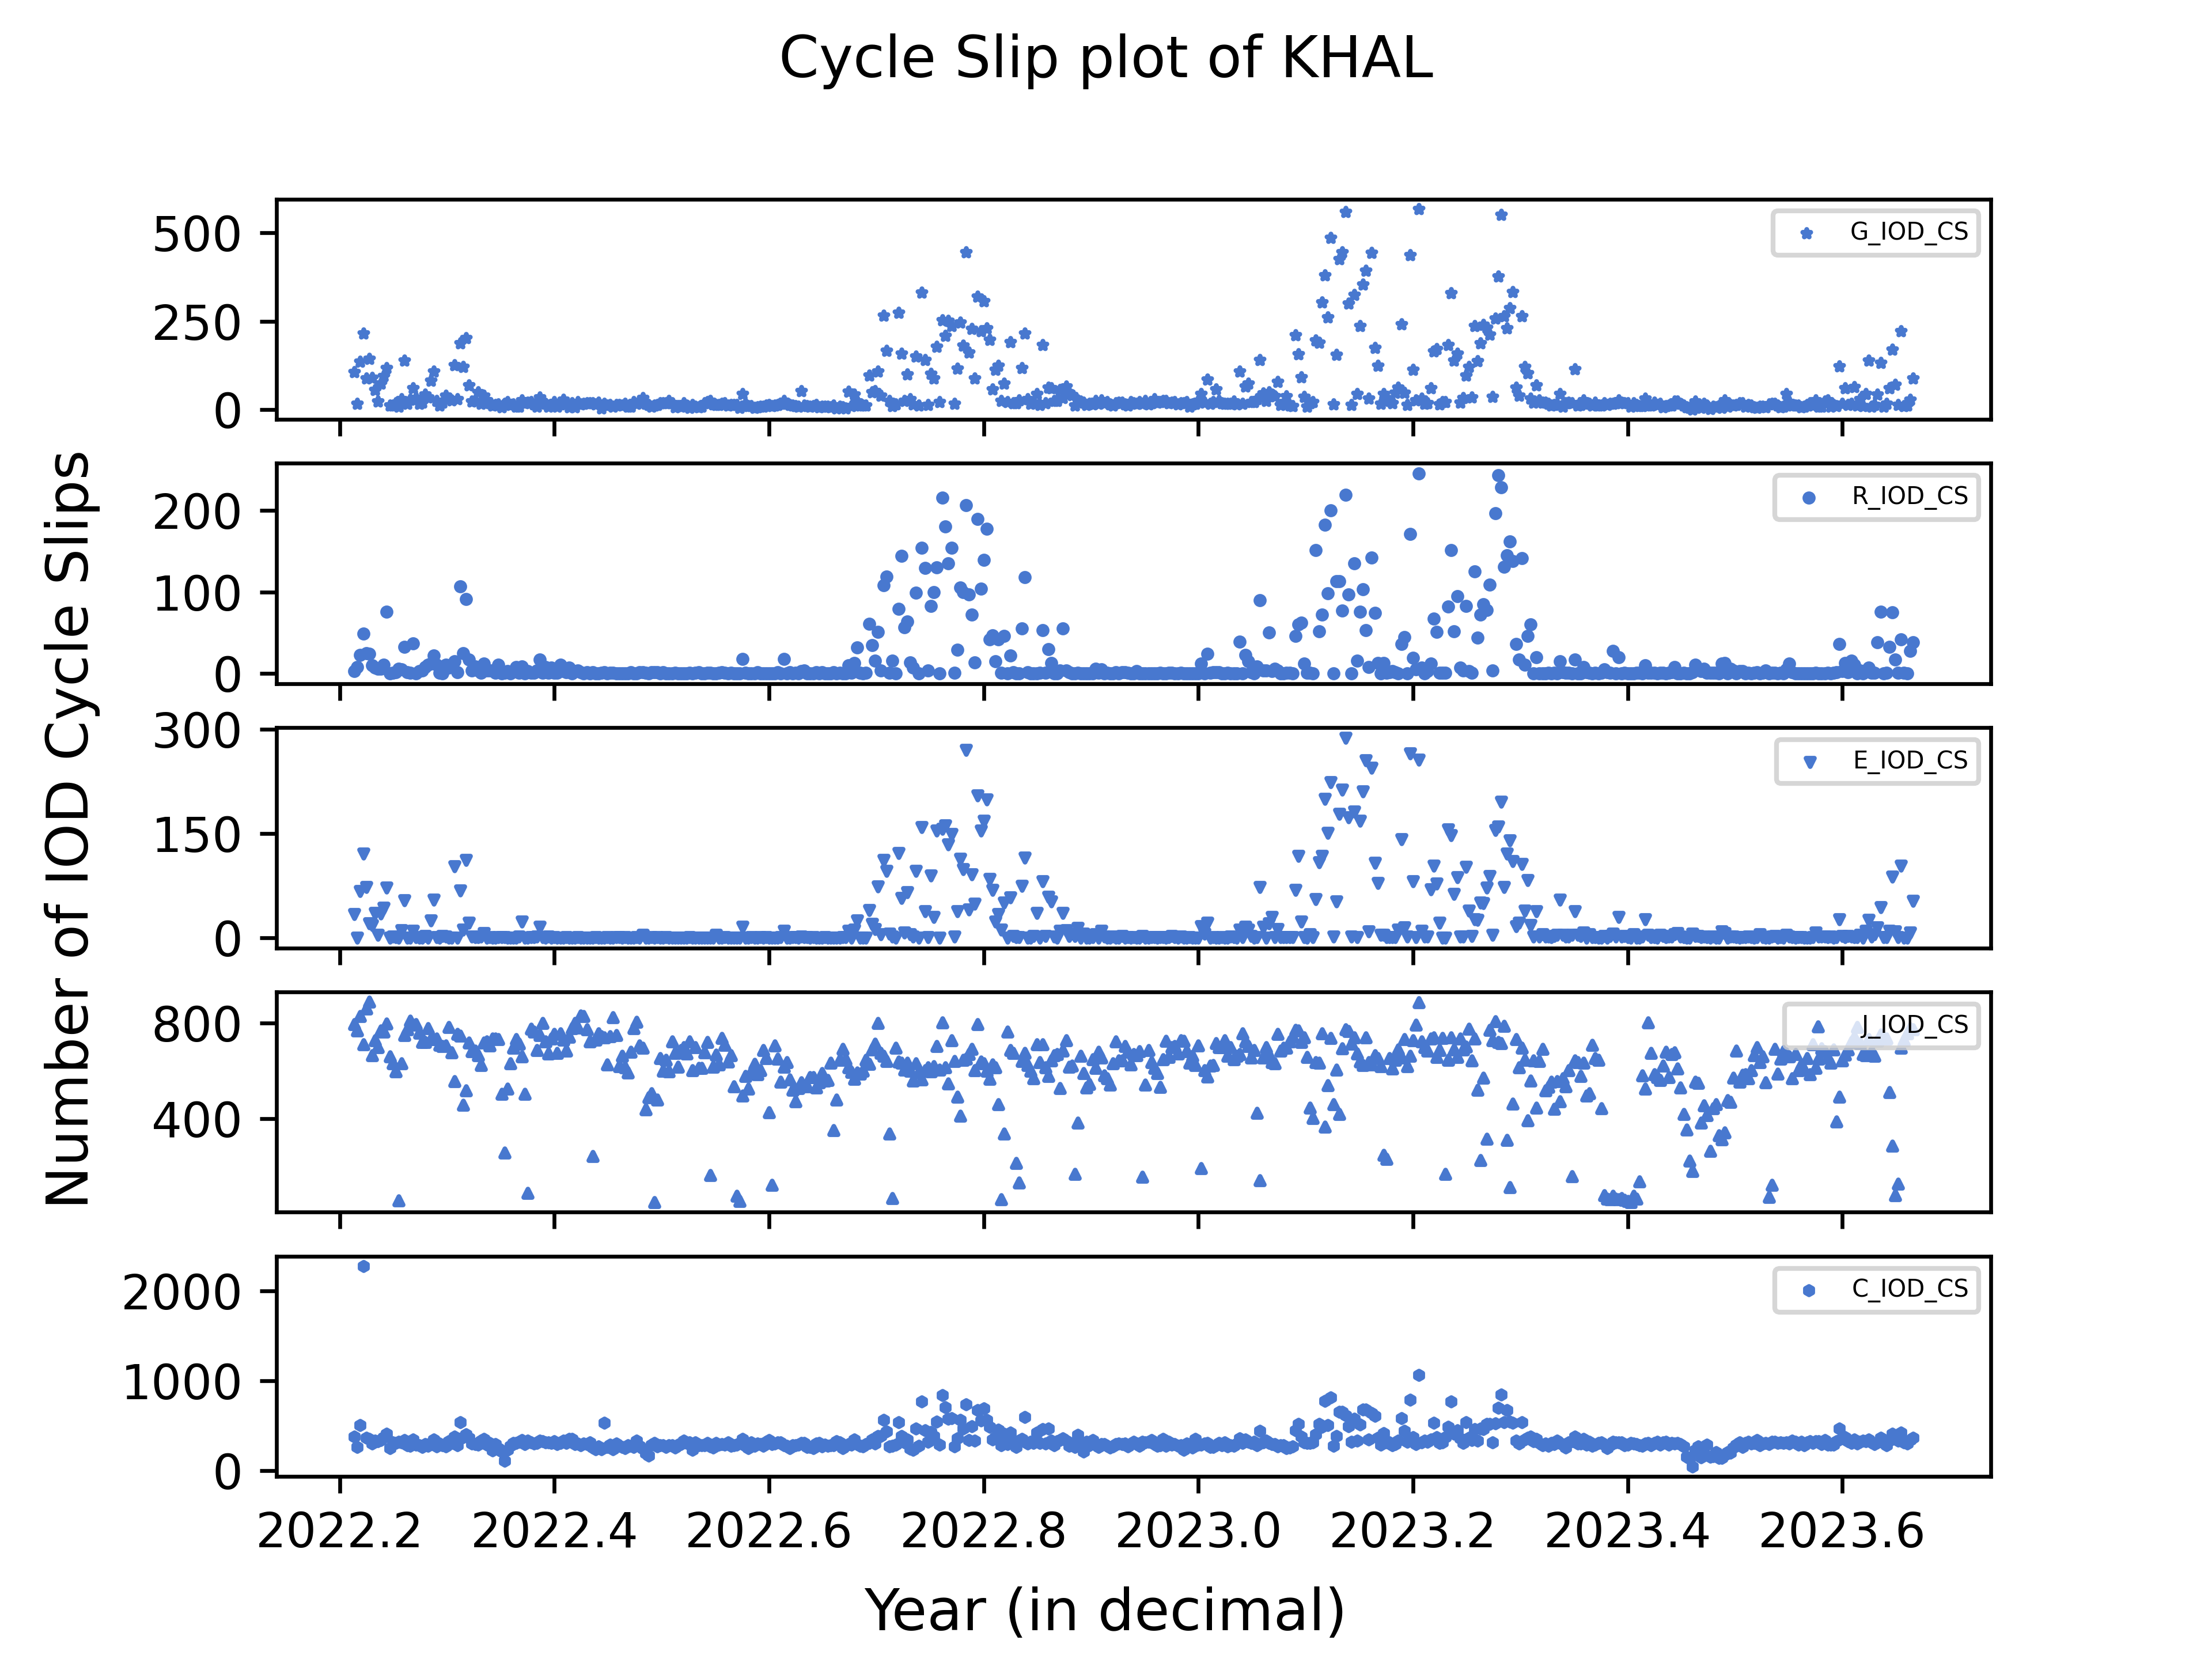 Cycle Slip plot of KHAL
Number of IOD Cycle Slips
500
250
0
G_IOD_CS
200
100
0
R_IOD_CS
300
150
0
E_IOD_CS
800
400
J_IOD_CS
2000
1000
0
C_IOD_CS
2022.2 2022.4 2022.6 2022.8 2023.0 2023.2 2023.4 2023.6
Year (in decimal)